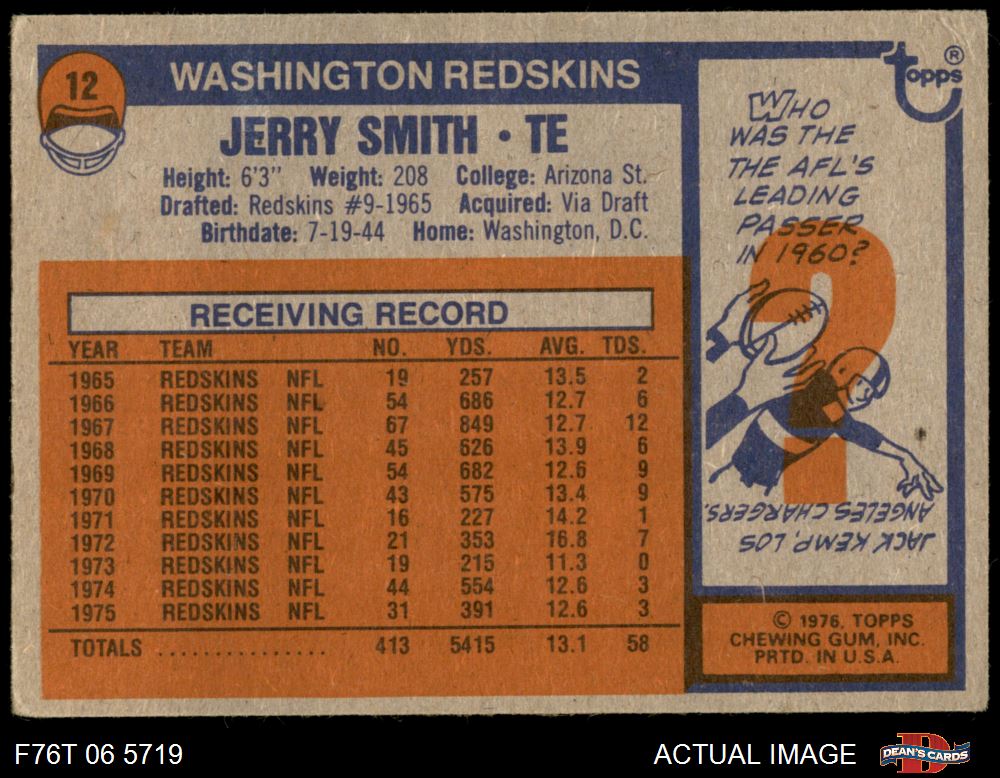 12
WASHINGTON REDSKINS
JERRY SMITH • TE
Height: 6'3" Weight: 208 College: Arizona St.
Drafted: Redskins #9-1965 Acquired: Via Draft
Birthdate: 7-19-44 Home: Washington, D.C.
RECEIVING RECORD
YEAR TEAM NO. YDS. AVG. TDS.
1965 REDSKINS NFL 19 257 13.5 2
1966 REDSKINS NFL 54 686 12.7 6
1967 REDSKINS NFL 67 849 12.7 12
1968 REDSKINS NFL 45 626 13.9 6
1969 REDSKINS NFL 54 682 12.6 9
1970 REDSKINS NFL 43 575 13.4 9
1971 REDSKINS NFL 16 227 14.2 1
1972 REDSKINS NFL 21 353 16.8 7
1973 REDSKINS NFL 19 215 11.3 0
1974 REDSKINS NFL 44 554 12.6 3
1975 REDSKINS NFL 31 391 12.6 3
TOTALS ................ 413 5415 13.1 58
topps®
WHO
WAS THE
THE AFL'S
LEADING
PASSER
IN 1960?
?
JACK KEMP, LOS
ANGELES CHARGERS.
© 1976, TOPPS
CHEWING GUM, INC.
PRTD. IN U.S.A.
F76T 06 5719
ACTUAL IMAGE
DEAN'S CARDS